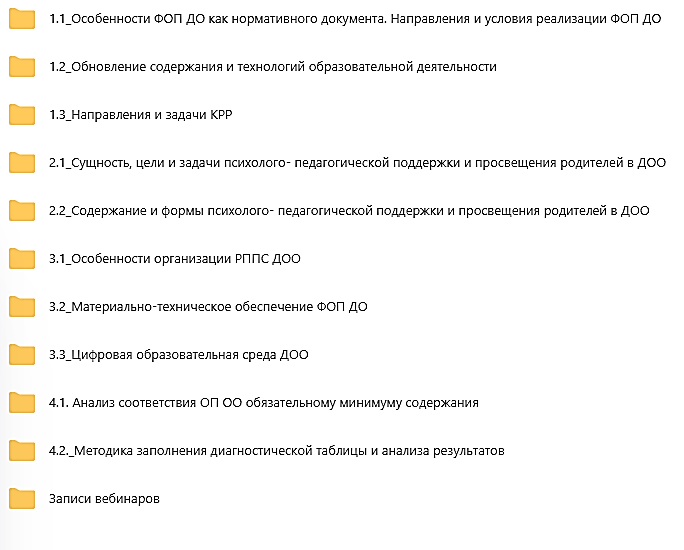 1.1_Особенности ФОП ДО как нормативного документа. Направления и условия реализации ФОП ДО
1.2_Обновление содержания и технологий образовательной деятельности
1.3_Направления и задачи КРР
2.1_Сущность, цели и задачи психолого- педагогической поддержки и просвещения родителей в ДОО
2.2_Содержание и формы психолого- педагогической поддержки и просвещения родителей в ДОО
3.1_Особенности организации РППС ДОО
3.2_Материально-техническое обеспечение ФОП ДО
3.3_Цифровая образовательная среда ДОО
4.1. Анализ соответствия ОП ОО обязательному минимуму содержания
4.2._Методика заполнения диагностической таблицы и анализа результатов
Записи вебинаров